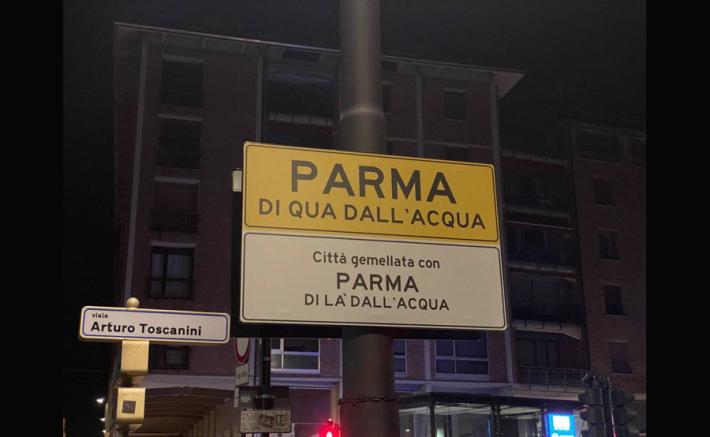 PARMA
DI QUA DALL'ACQUA
Città gemellata con
PARMA
DI LÀ DALL'ACQUA
viale
Arturo Toscanini